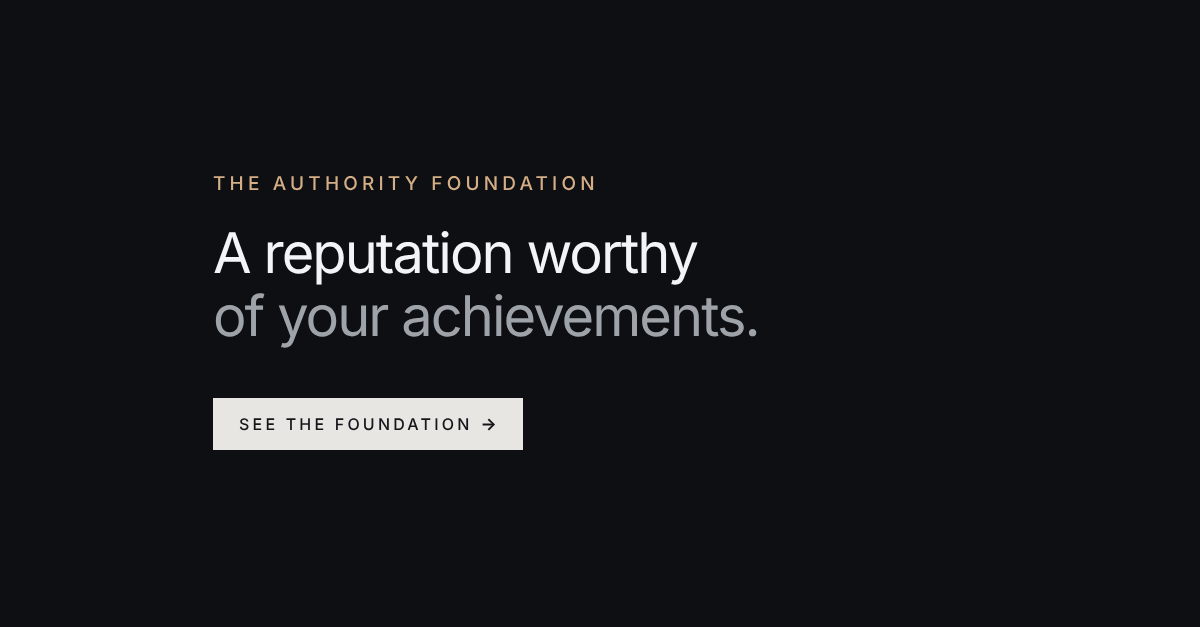 THE AUTHORITY FOUNDATION
A reputation worthy
of your achievements.
SEE THE FOUNDATION →